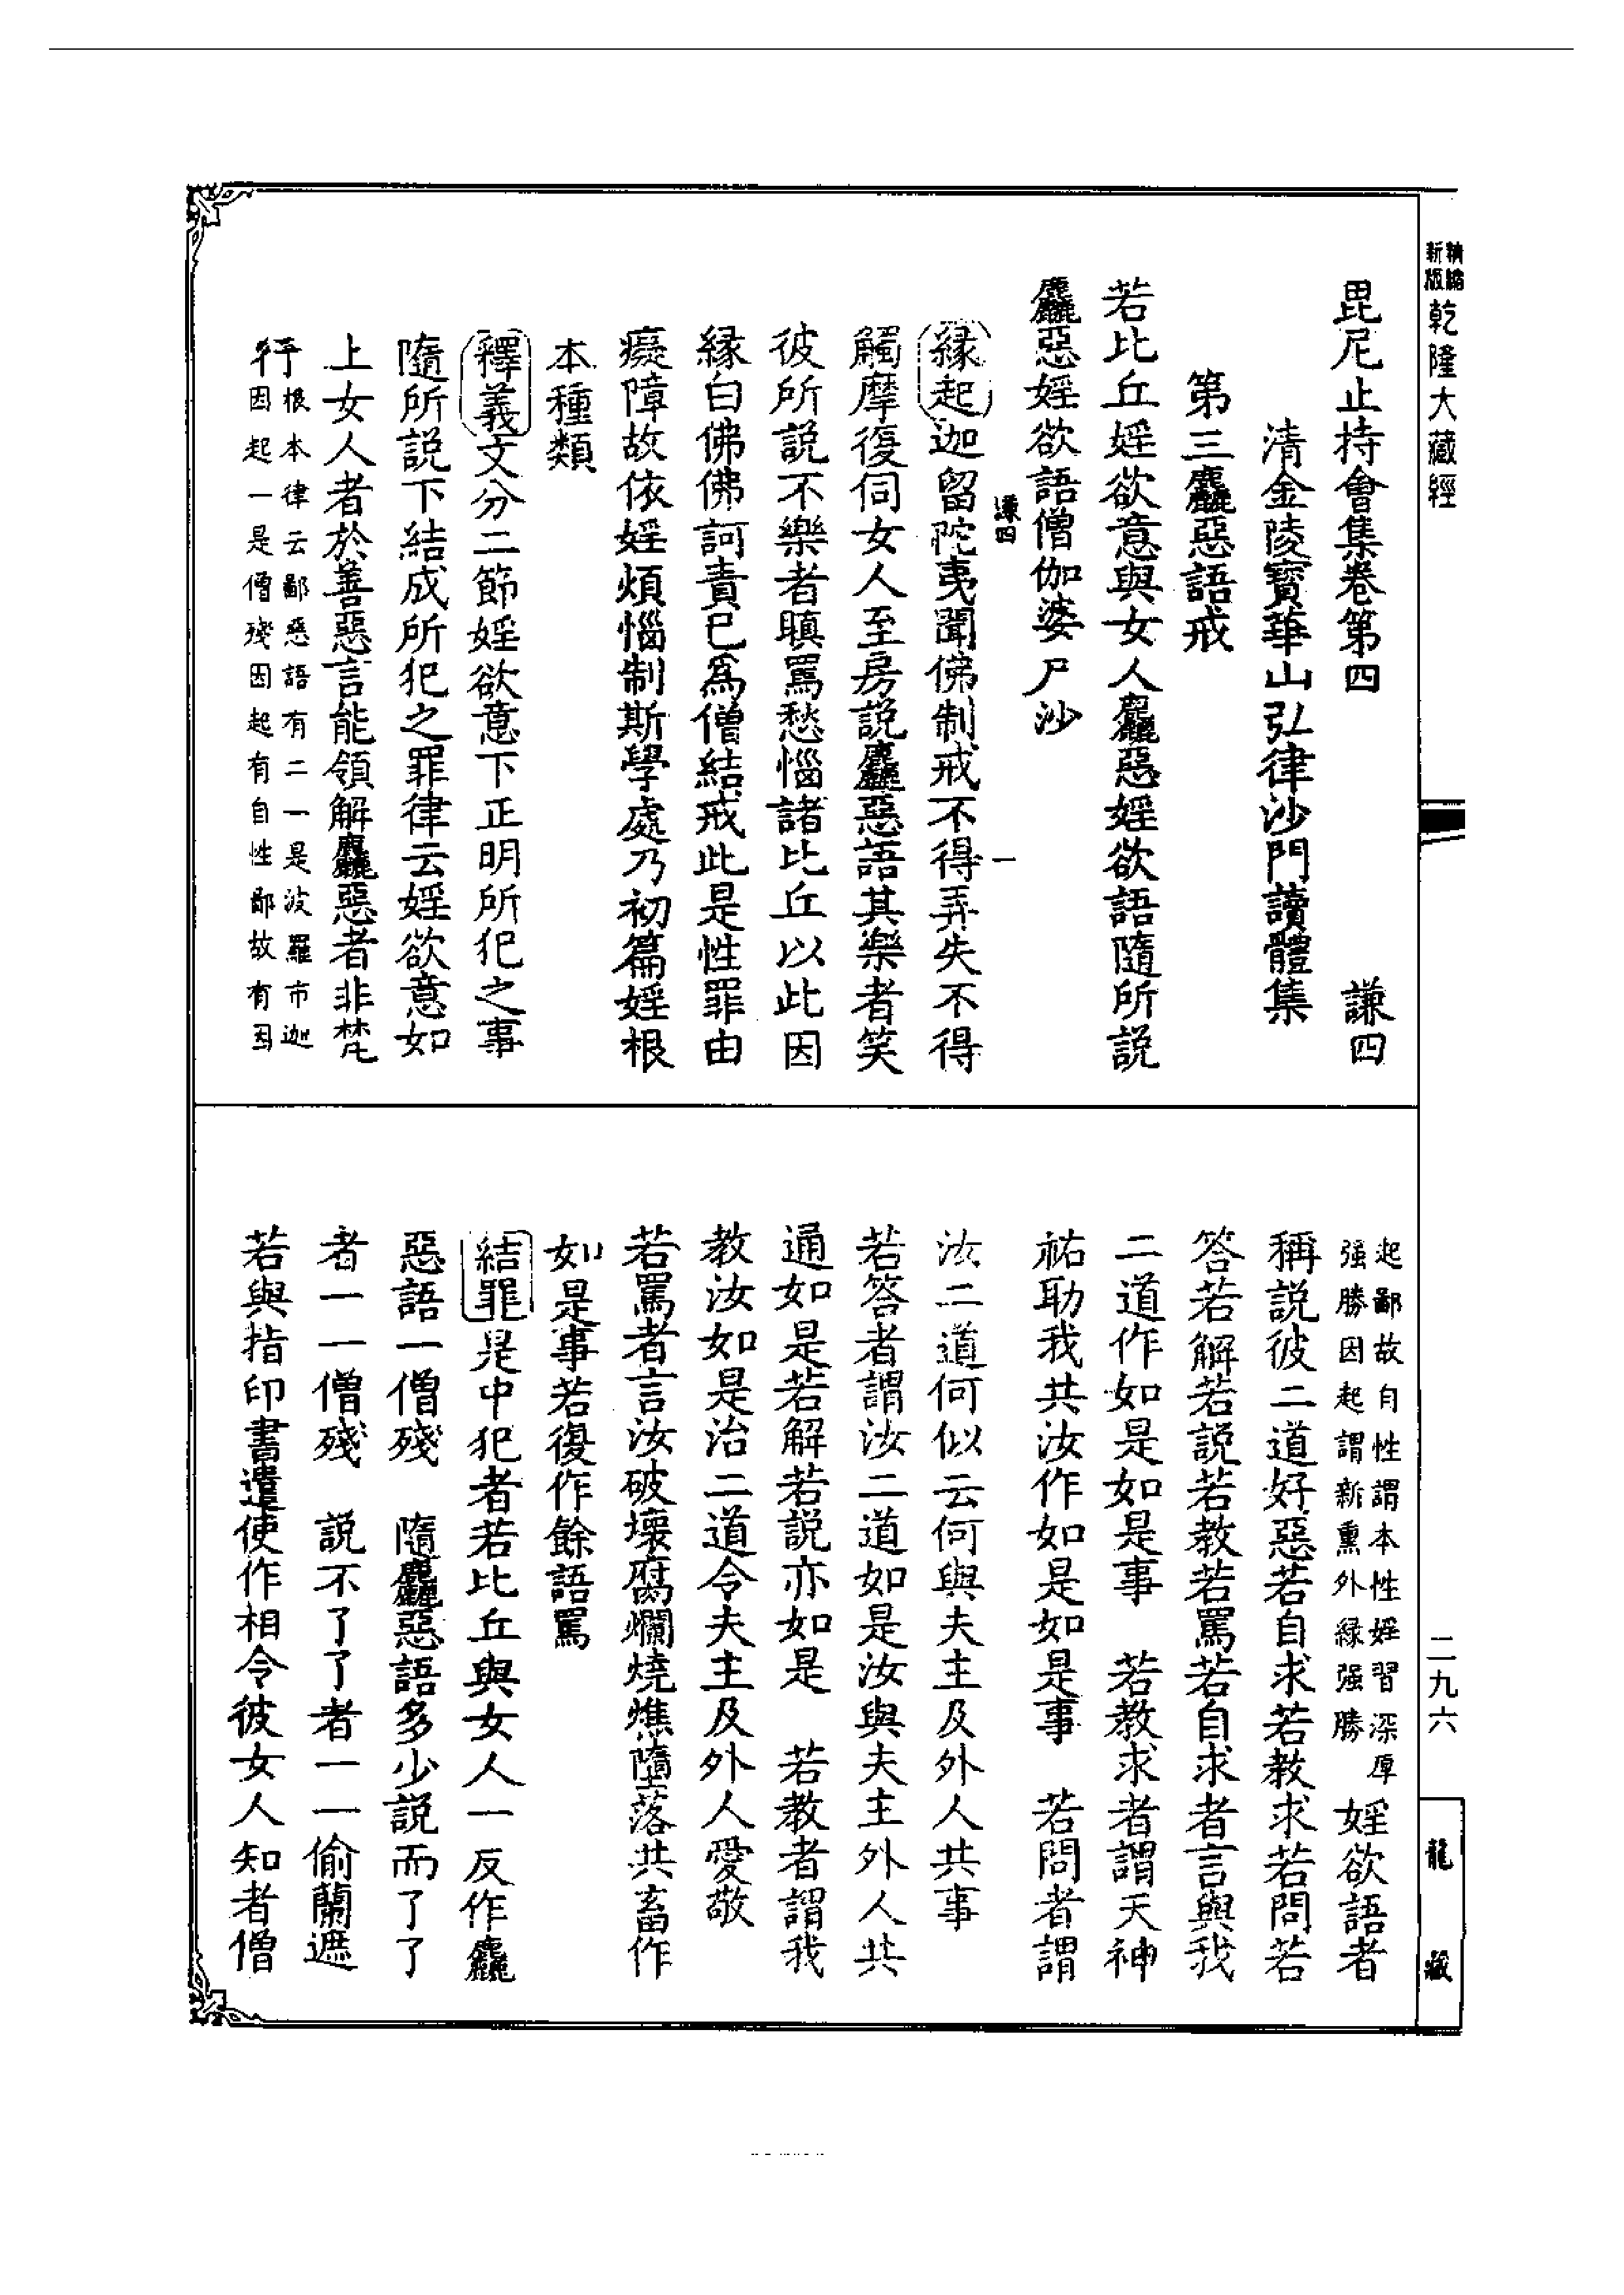 精縮新版乾隆大藏經
毘尼止持會集卷第四　謙四
清金陵寶華山弘律沙門讀體集
第三麤惡語戒
若比丘婬欲意與女人麤惡婬欲語隨所説
麤惡婬欲語僧伽婆尸沙
謙四　一
緣起迦留陀夷聞佛制戒不得弄失不得
觸摩復伺女人至房説麤惡語其樂者笑
彼所説不樂者瞋罵愁惱諸比丘以此因
緣白佛佛訶責已爲僧結戒此是性罪由
癡障故依婬煩惱制斯學處乃初篇婬根
本種類
釋義文分二節婬欲意下正明所犯之事
隨所説下結成所犯之罪律云婬欲意如
上女人者於善惡言能領解麤惡者非梵
行根本律云鄙惡語有二一是波羅市迦
因起一是僧殘因起有自性鄙故有因
起鄙故自性謂本性婬習深厚
强勝因起謂新熏外緣强勝婬欲語者
稱説彼二道好惡若自求若教求若問若
答若解若説若教若罵若自求者言與我
二道作如是如是事　若教求者謂天神
祐助我共汝作如是如是事　若問者謂
汝二道何似云何與夫主及外人共事
若答者謂汝二道如是汝與夫主外人共
通如是若解若説亦如是　若教者謂我
教汝如是治二道令夫主及外人愛敬
若罵者言汝破壞腐爛燒燋墮落共畜作
如是事若復作餘語罵
結罪是中犯者若比丘與女人一反作麤
惡語一僧殘　隨麤惡語多少説而了了
者一一僧殘　説不了了者一一偷蘭遮
若與指印書遣使作相令彼女人知者僧
二九六
龍藏